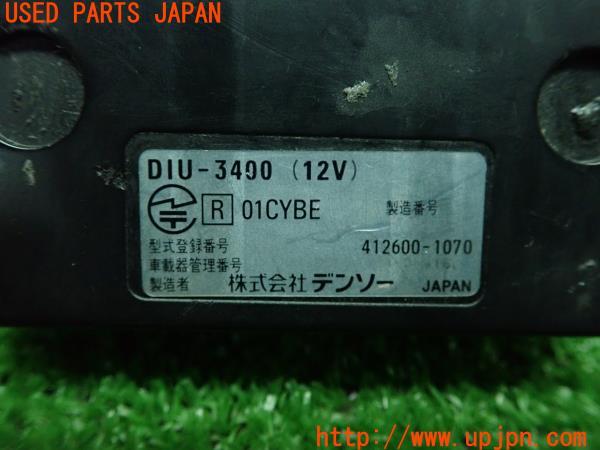 USED PARTS JAPAN
DIU-3400 (12V)
R 01CYBE 製造番号
型式登録番号 412600-1070
車載器管理番号
製造者 株式会社 デンソー JAPAN
http://www.upjpn.com